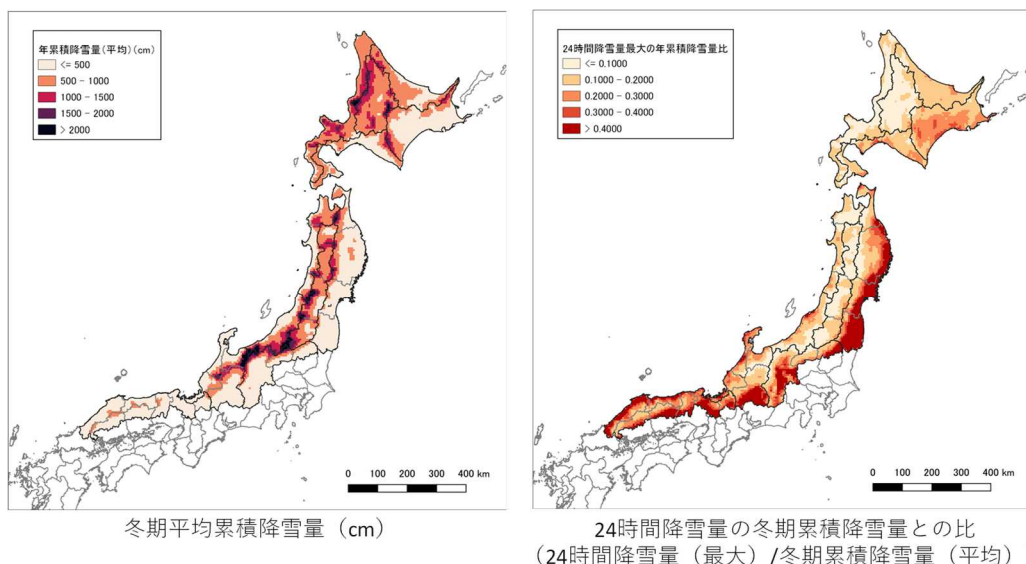 年累積降雪量(平均)(cm)
<= 500
500 - 1000
1000 - 1500
1500 - 2000
> 2000
0 100 200 300 400 km
冬期平均累積降雪量（cm）
24時間降雪量最大の年累積雪量比
<= 0.1000
0.1000 - 0.2000
0.2000 - 0.3000
0.3000 - 0.4000
> 0.4000
0 100 200 300 400 km
24時間降雪量の冬期累積降雪量との比
（24時間降雪量（最大）/冬期累積降雪量（平均）